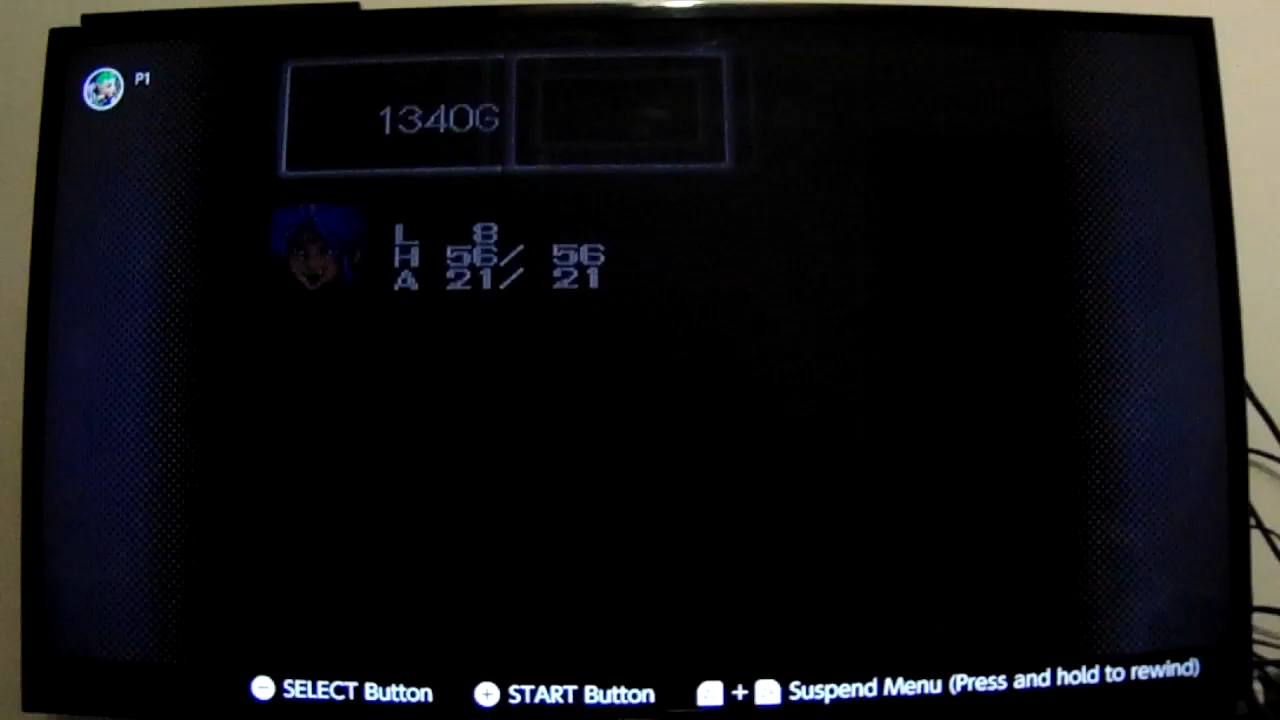 P1
1340G
L 8
H 56/ 56
A 21/ 21
SELECT Button START Button + Suspend Menu (Press and hold to rewind)